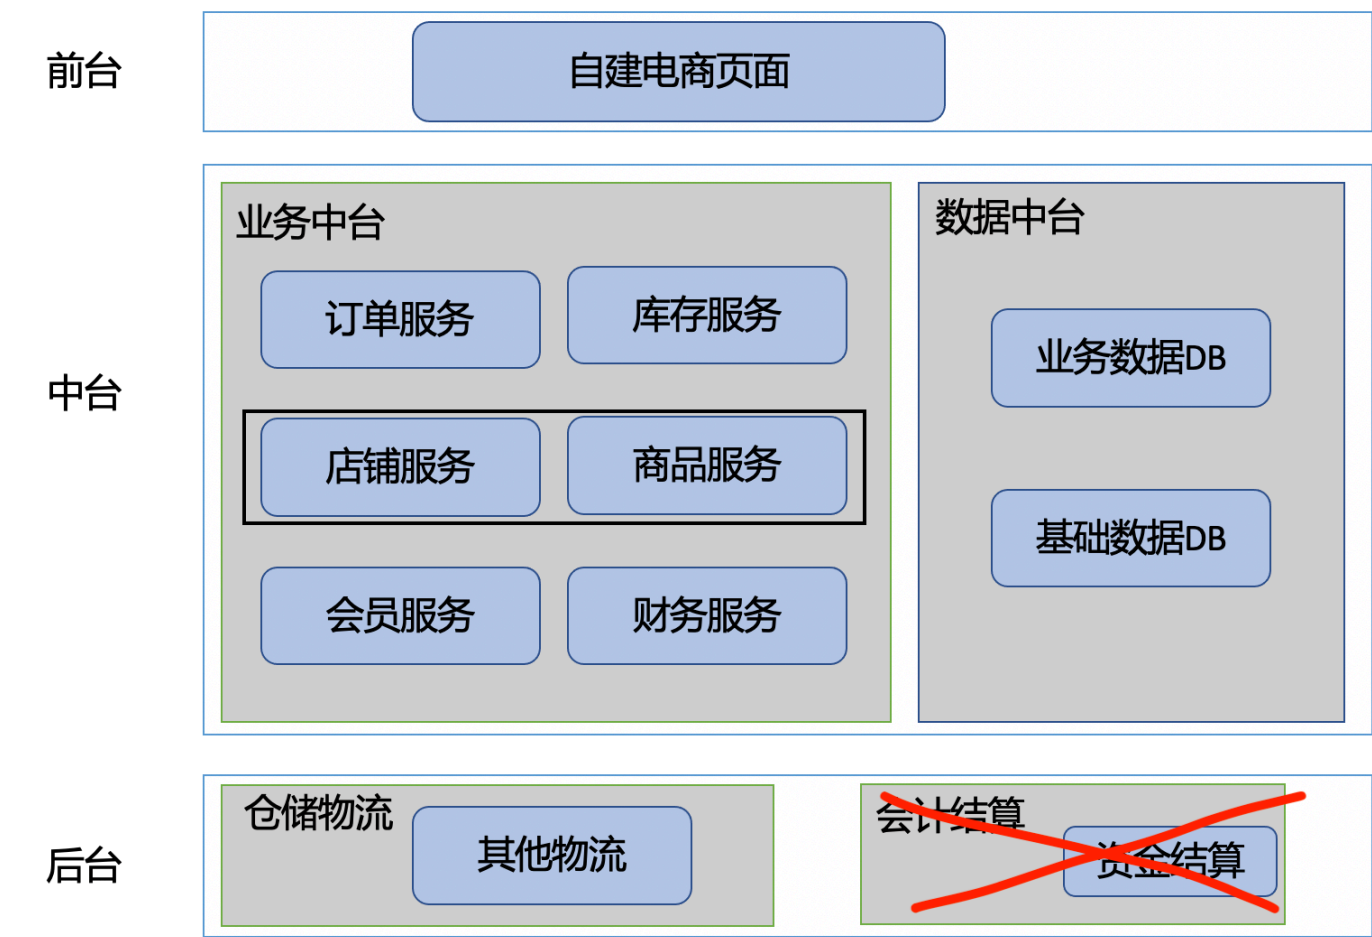 前台
自建电商页面
中台
业务中台
订单服务
库存服务
店铺服务
商品服务
会员服务
财务服务
数据中台
业务数据DB
基础数据DB
后台
仓储物流
其他物流
会计结算
资金结算